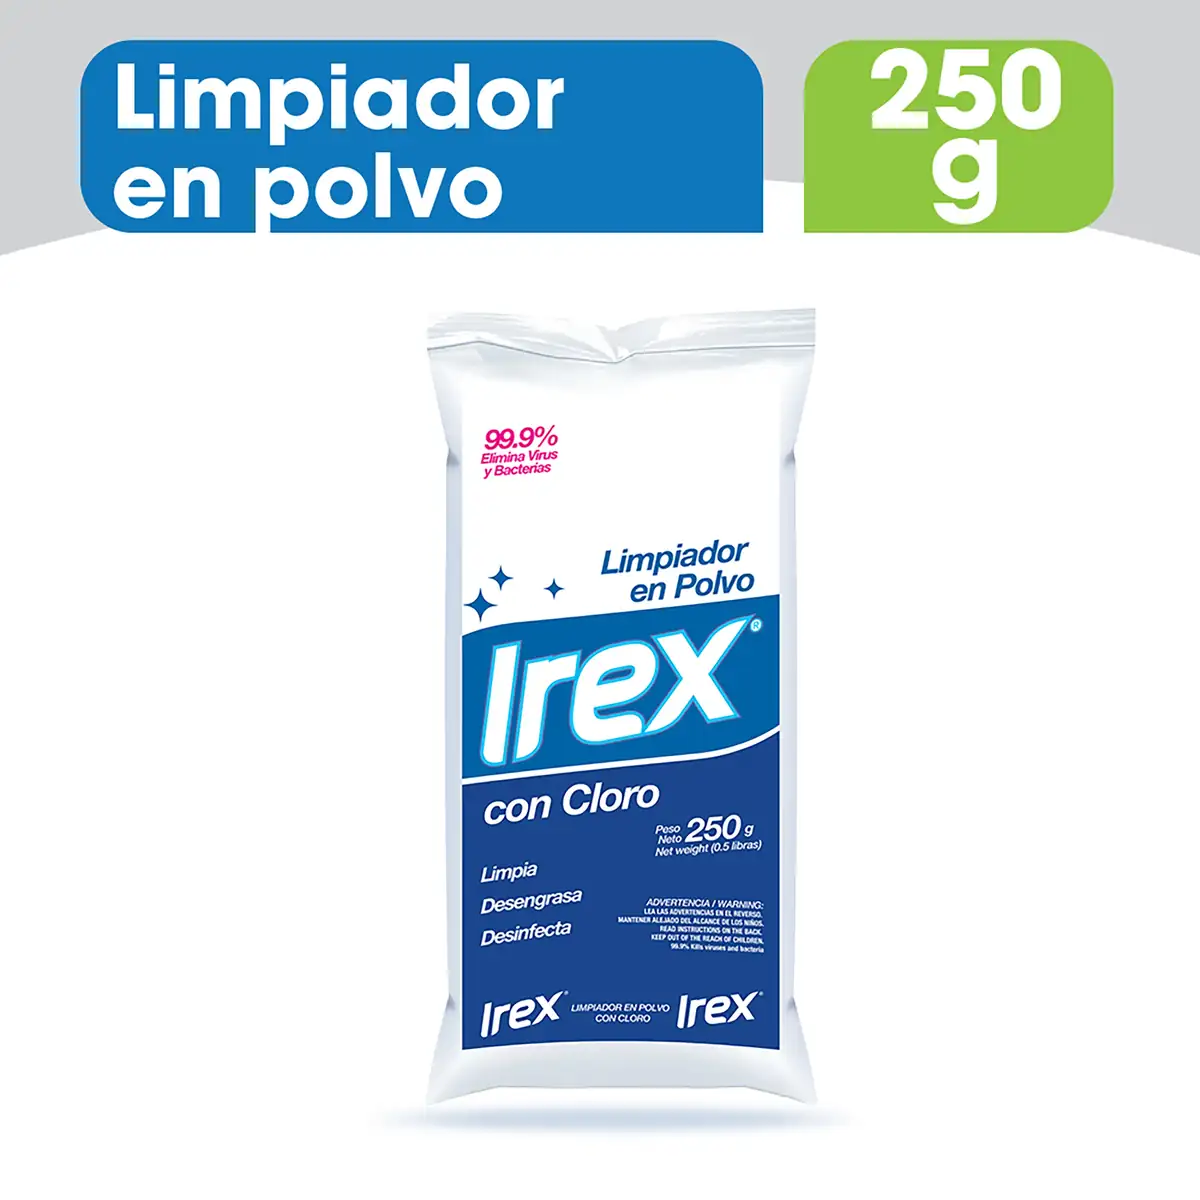 Limpiador
en polvo
250
g
99.9%
Elimina Virus
y Bacterias
Limpiador
en Polvo
Irex®
con Cloro
Peso
Neto 250 g
Net weight (0.5 libras)
Limpia
Desengrasa
Desinfecta
ADVERTENCIA / WARNING:
LEA LAS ADVERTENCIAS EN EL REVERSO.
MANTENER ALEJADO DEL ALCANCE DE LOS NIÑOS.
READ INSTRUCTIONS ON THE BACK.
KEEP OUT OF THE REACH OF CHILDREN.
99.9% Kills viruses and bacteria
Irex®
LIMPIADOR EN POLVO
CON CLORO
Irex®